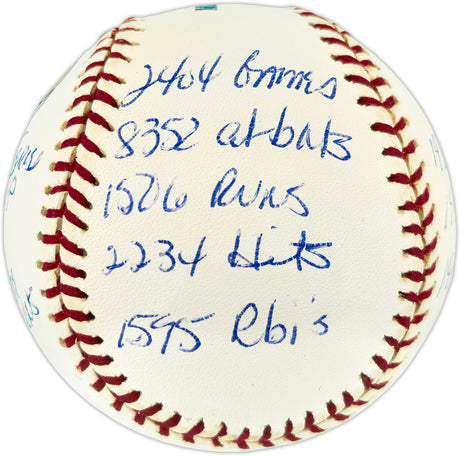 2404 Games
8352 at-bats
1506 Runs
2234 Hits
1595 Rbi's